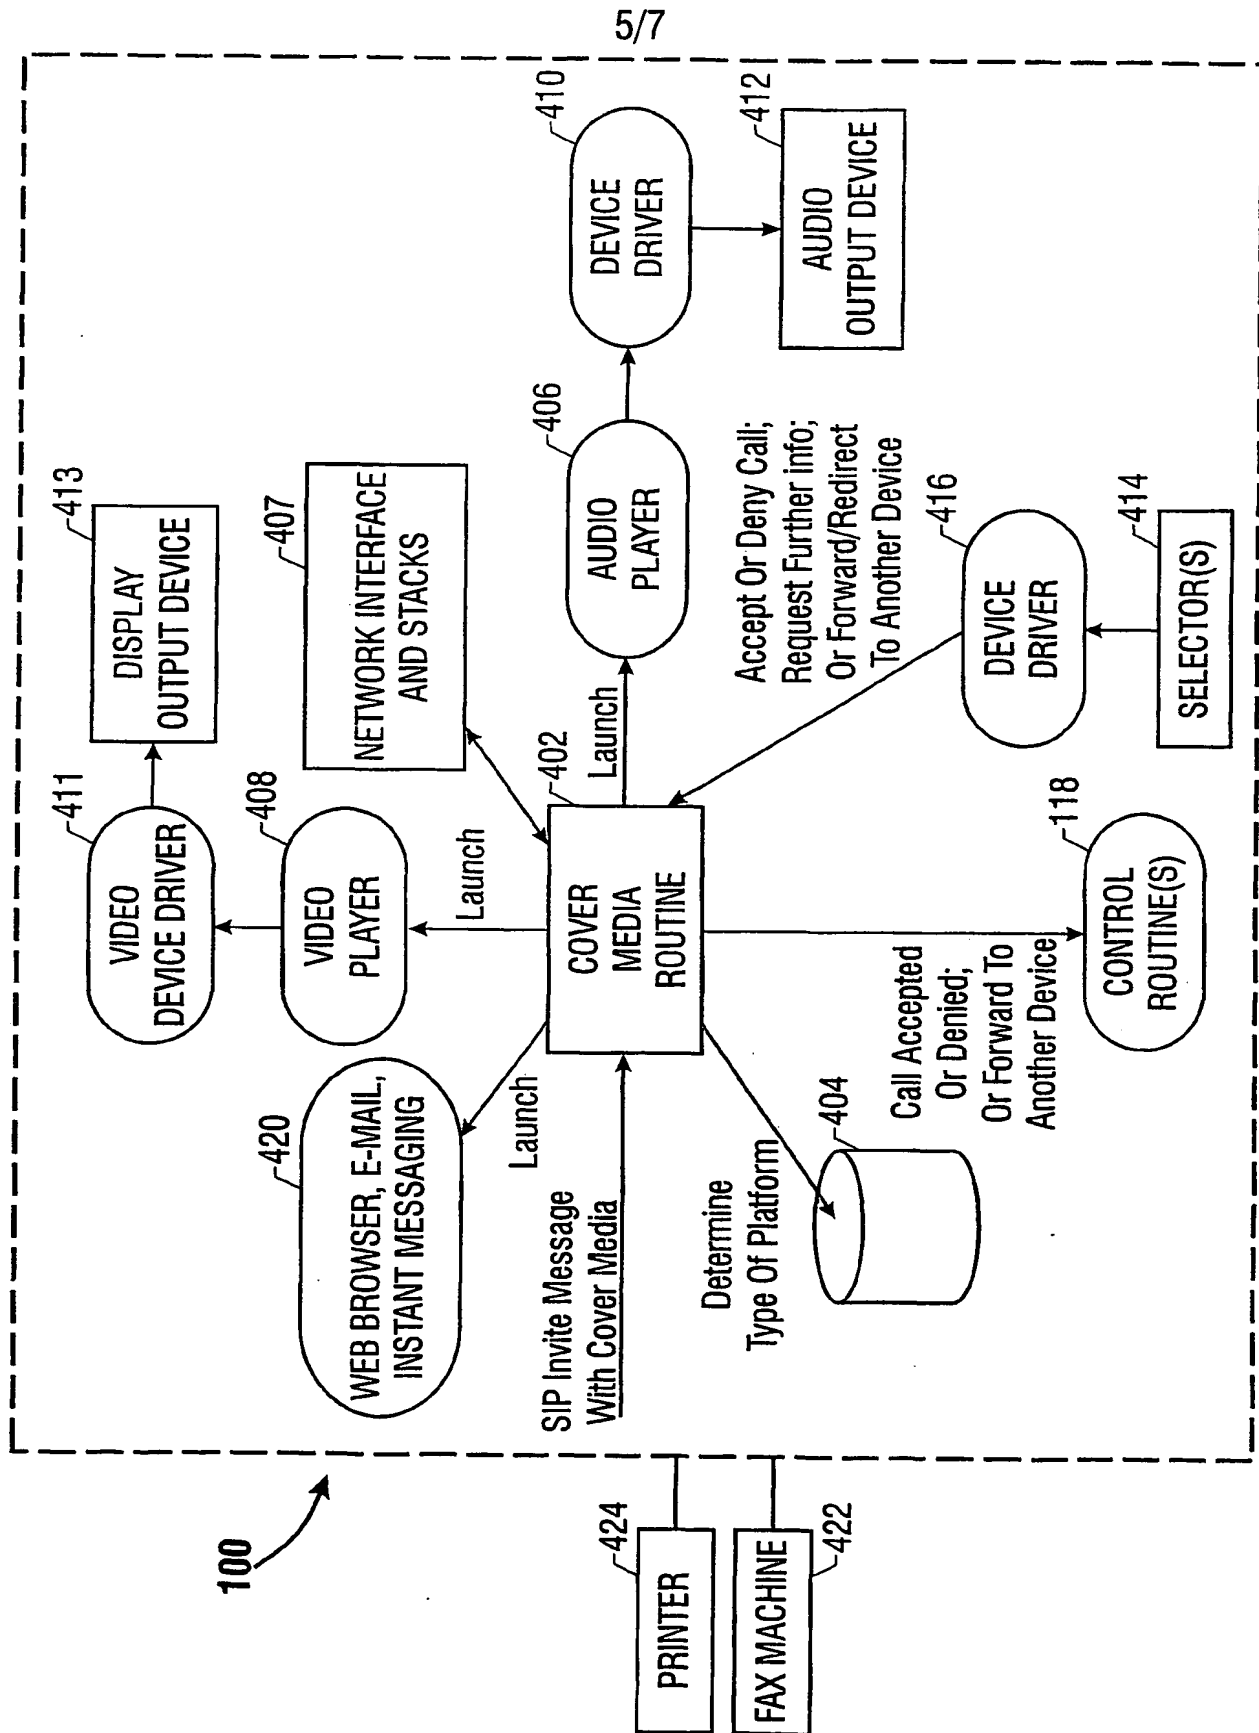 5/7
100
PRINTER
424
FAX MACHINE
422
420
WEB BROWSER, E-MAIL,
INSTANT MESSAGING
411
VIDEO
DEVICE DRIVER
413
DISPLAY
OUTPUT DEVICE
408
VIDEO
PLAYER
407
NETWORK INTERFACE
AND STACKS
Launch
Launch
SIP Invite Message
With Cover Media
402
COVER
MEDIA
ROUTINE
Launch
406
AUDIO
PLAYER
410
DEVICE
DRIVER
412
AUDIO
OUTPUT DEVICE
Determine
Type Of Platform
404
Call Accepted
Or Denied;
Or Forward To
Another Device
118
CONTROL
ROUTINE(S)
Accept Or Deny Call;
Request Further info;
Or Forward/Redirect
To Another Device
416
DEVICE
DRIVER
414
SELECTOR(S)